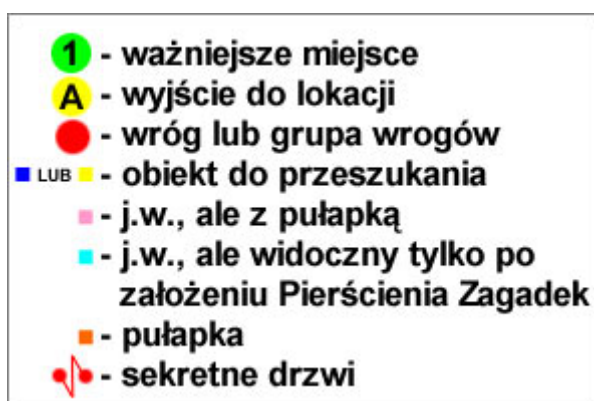 1 - ważniejsze miejsce
A - wyjście do lokacji
- wróg lub grupa wrogów
LUB - obiekt do przeszukania
- j.w., ale z pułapką
- j.w., ale widoczny tylko po
założeniu Pierścienia Zagadek
- pułapka
- sekretne drzwi